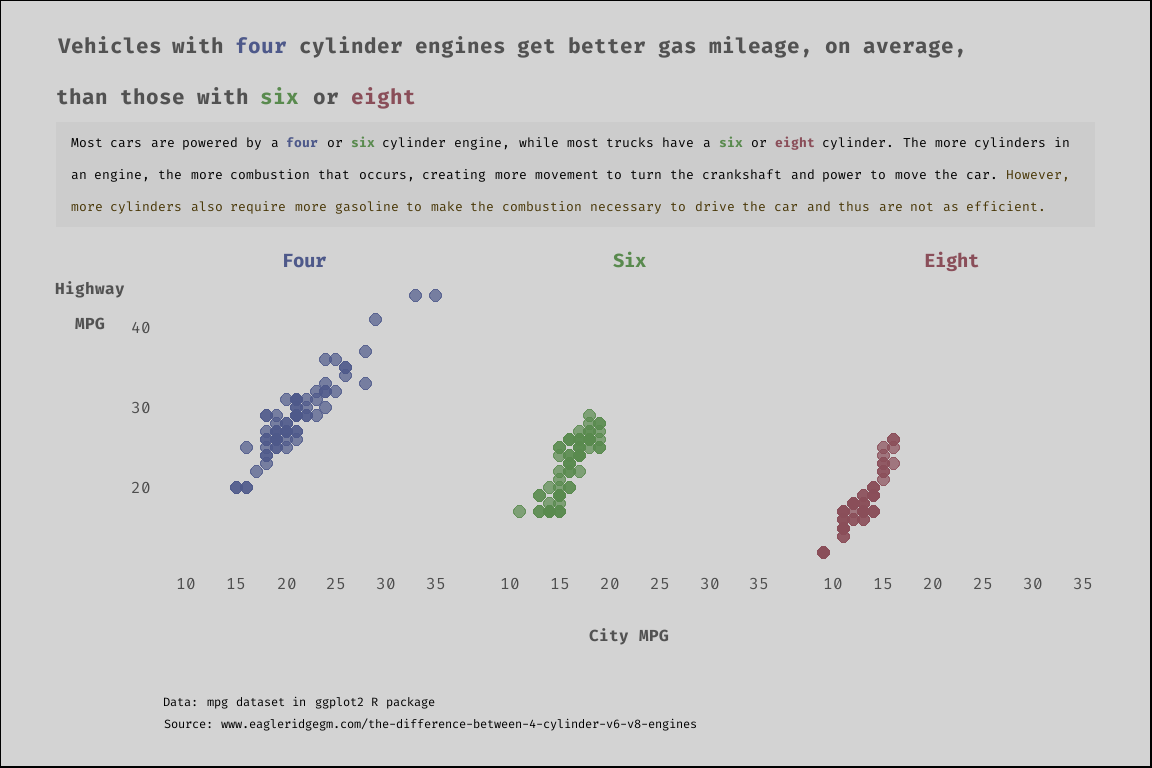 Vehicles with four cylinder engines get better gas mileage, on average,
than those with six or eight
Most cars are powered by a four or six cylinder engine, while most trucks have a six or eight cylinder. The more cylinders in
an engine, the more combustion that occurs, creating more movement to turn the crankshaft and power to move the car. However,
more cylinders also require more gasoline to make the combustion necessary to drive the car and thus are not as efficient.
Four Six Eight
Highway
MPG
40
30
20
10 15 20 25 30 35 10 15 20 25 30 35 10 15 20 25 30 35
City MPG
Data: mpg dataset in ggplot2 R package
Source: www.eagleridgegm.com/the-difference-between-4-cylinder-v6-v8-engines